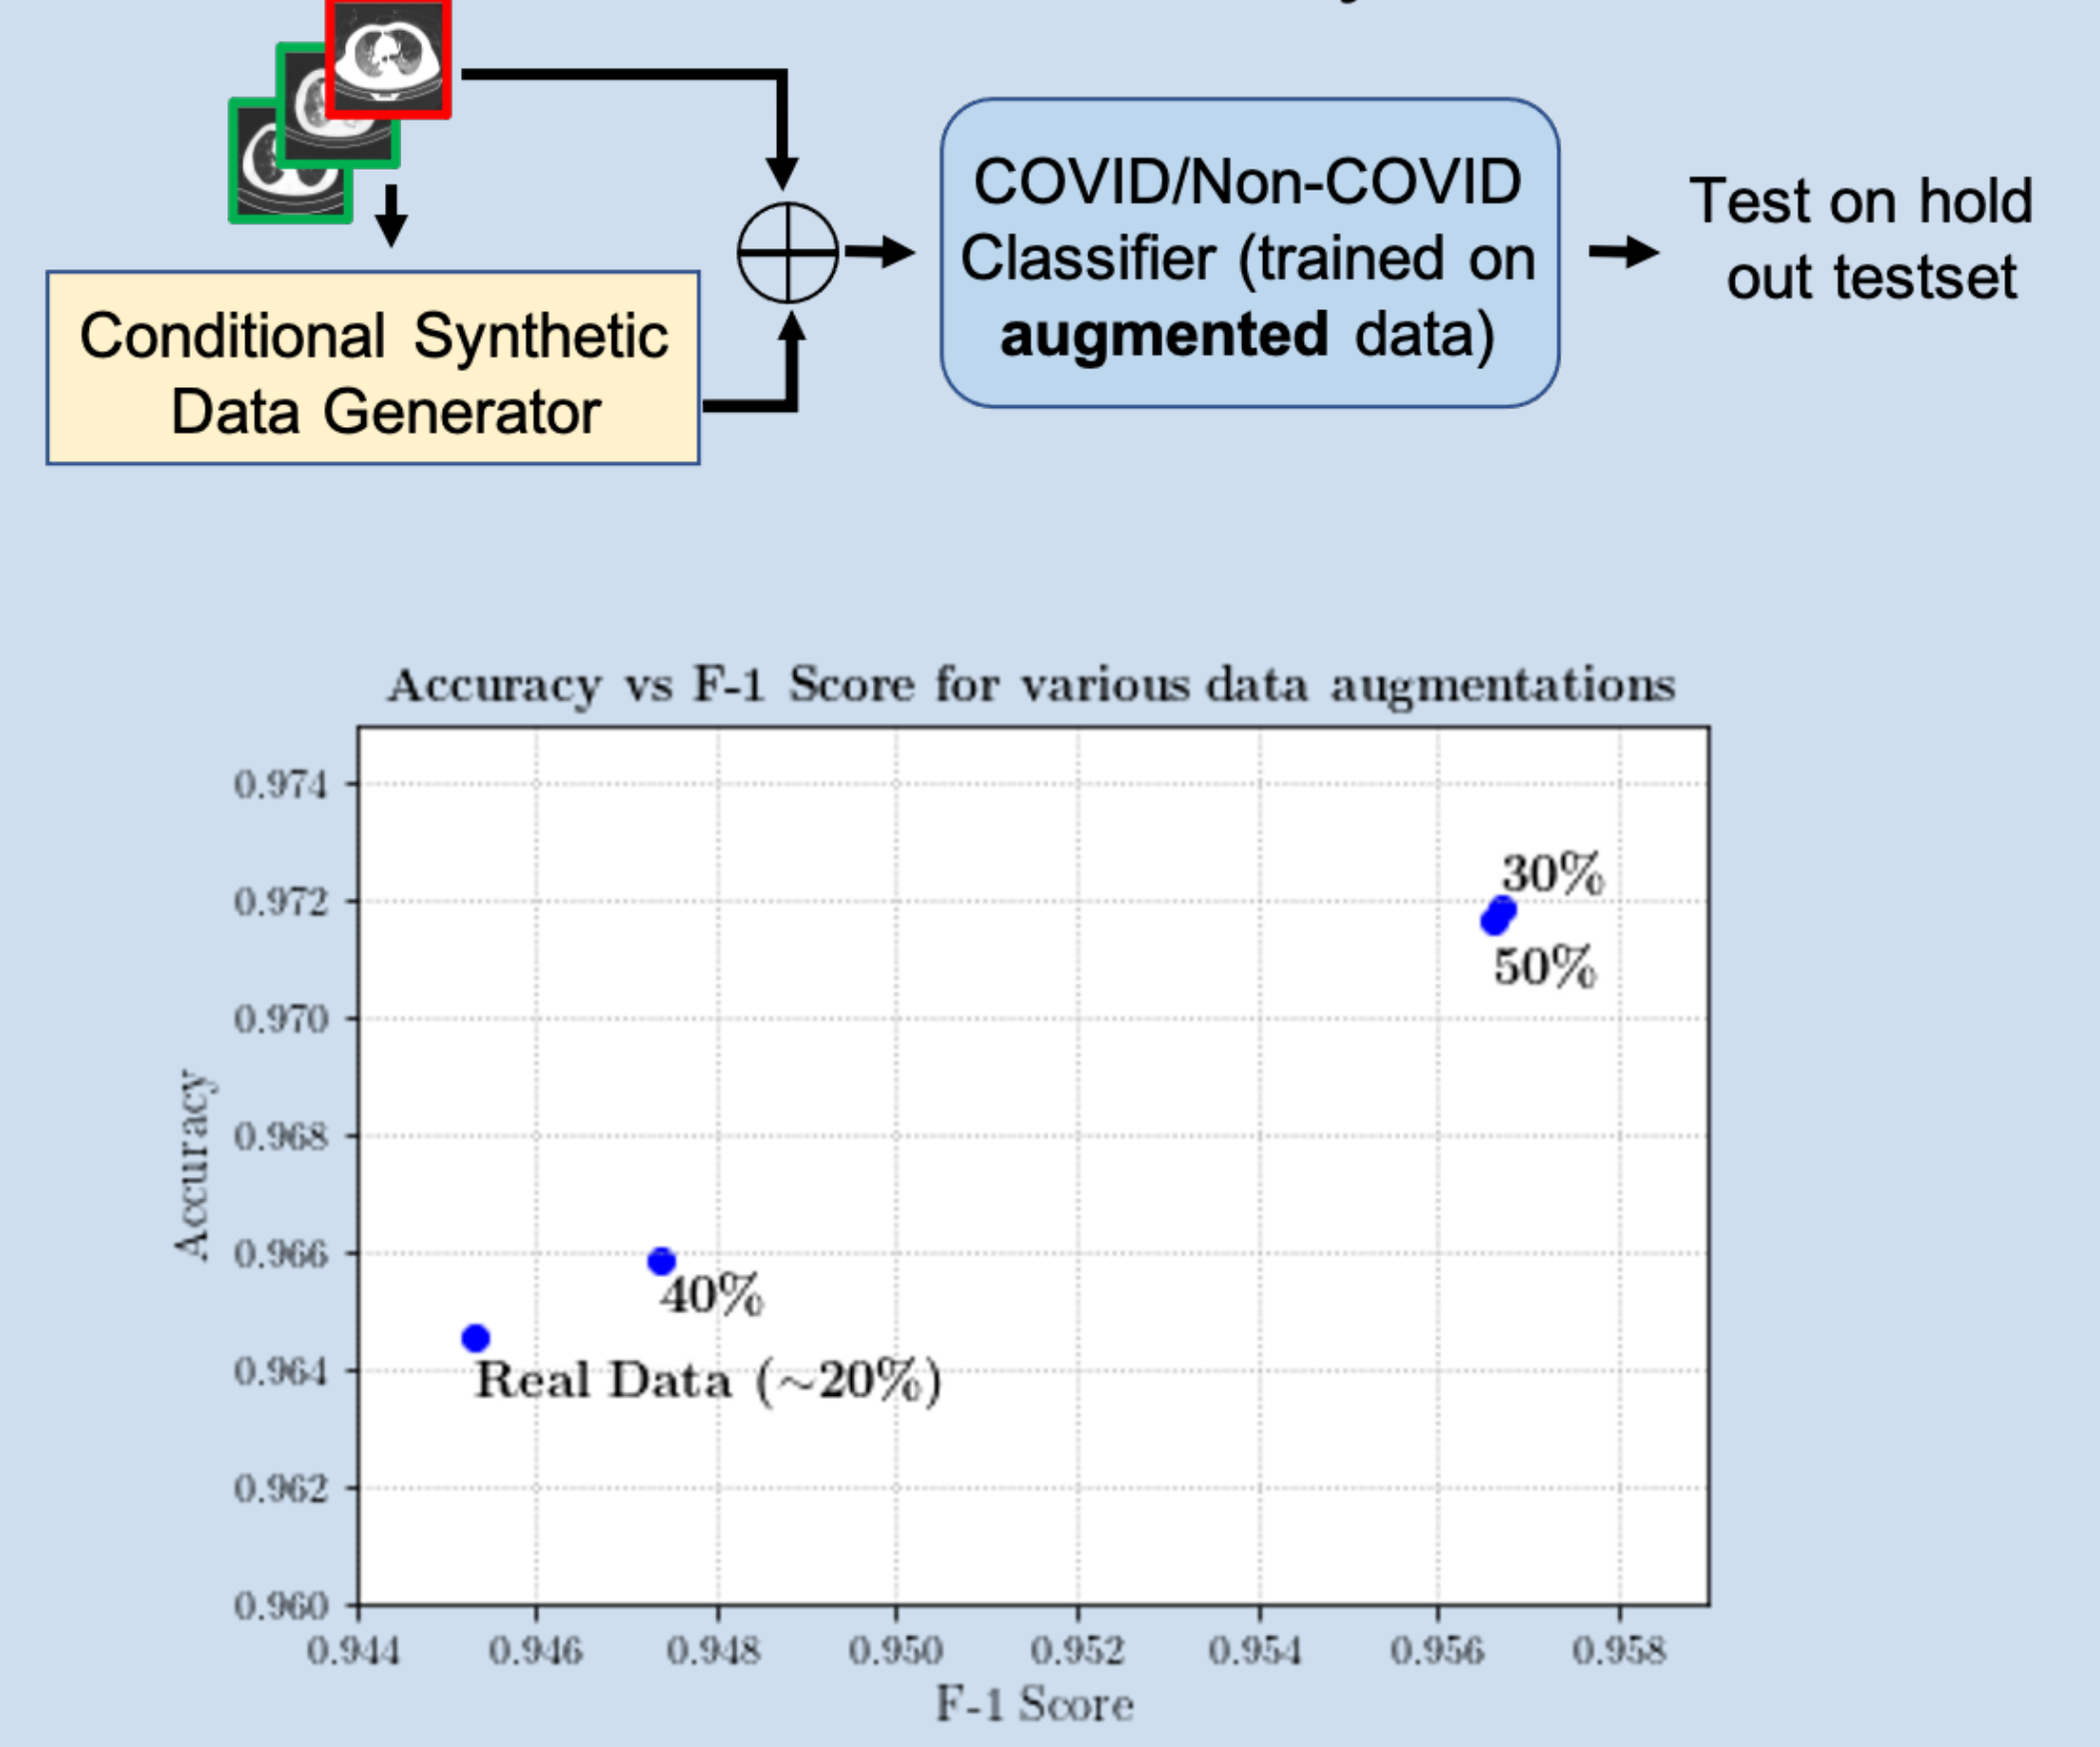 Conditional Synthetic
Data Generator
COVID/Non-COVID
Classifier (trained on
augmented data)
Test on hold
out testset
Accuracy vs F-1 Score for various data augmentations
0.974
0.972
0.970
0.968
0.966
0.964
0.962
0.960
Accuracy
30%
50%
40%
Real Data (~20%)
0.944 0.946 0.948 0.950 0.952 0.954 0.956 0.958
F-1 Score